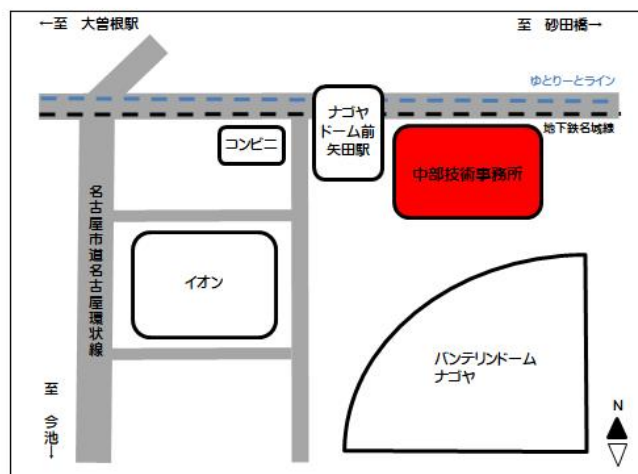 ←至　大曽根駅
至　砂田橋→
ゆとりーとライン
ナゴヤ
ドーム前
矢田駅
地下鉄名城線
コンビニ
中部技術事務所
名古屋市道名古屋環状線
イオン
バンテリンドーム
ナゴヤ
至　今池→
N